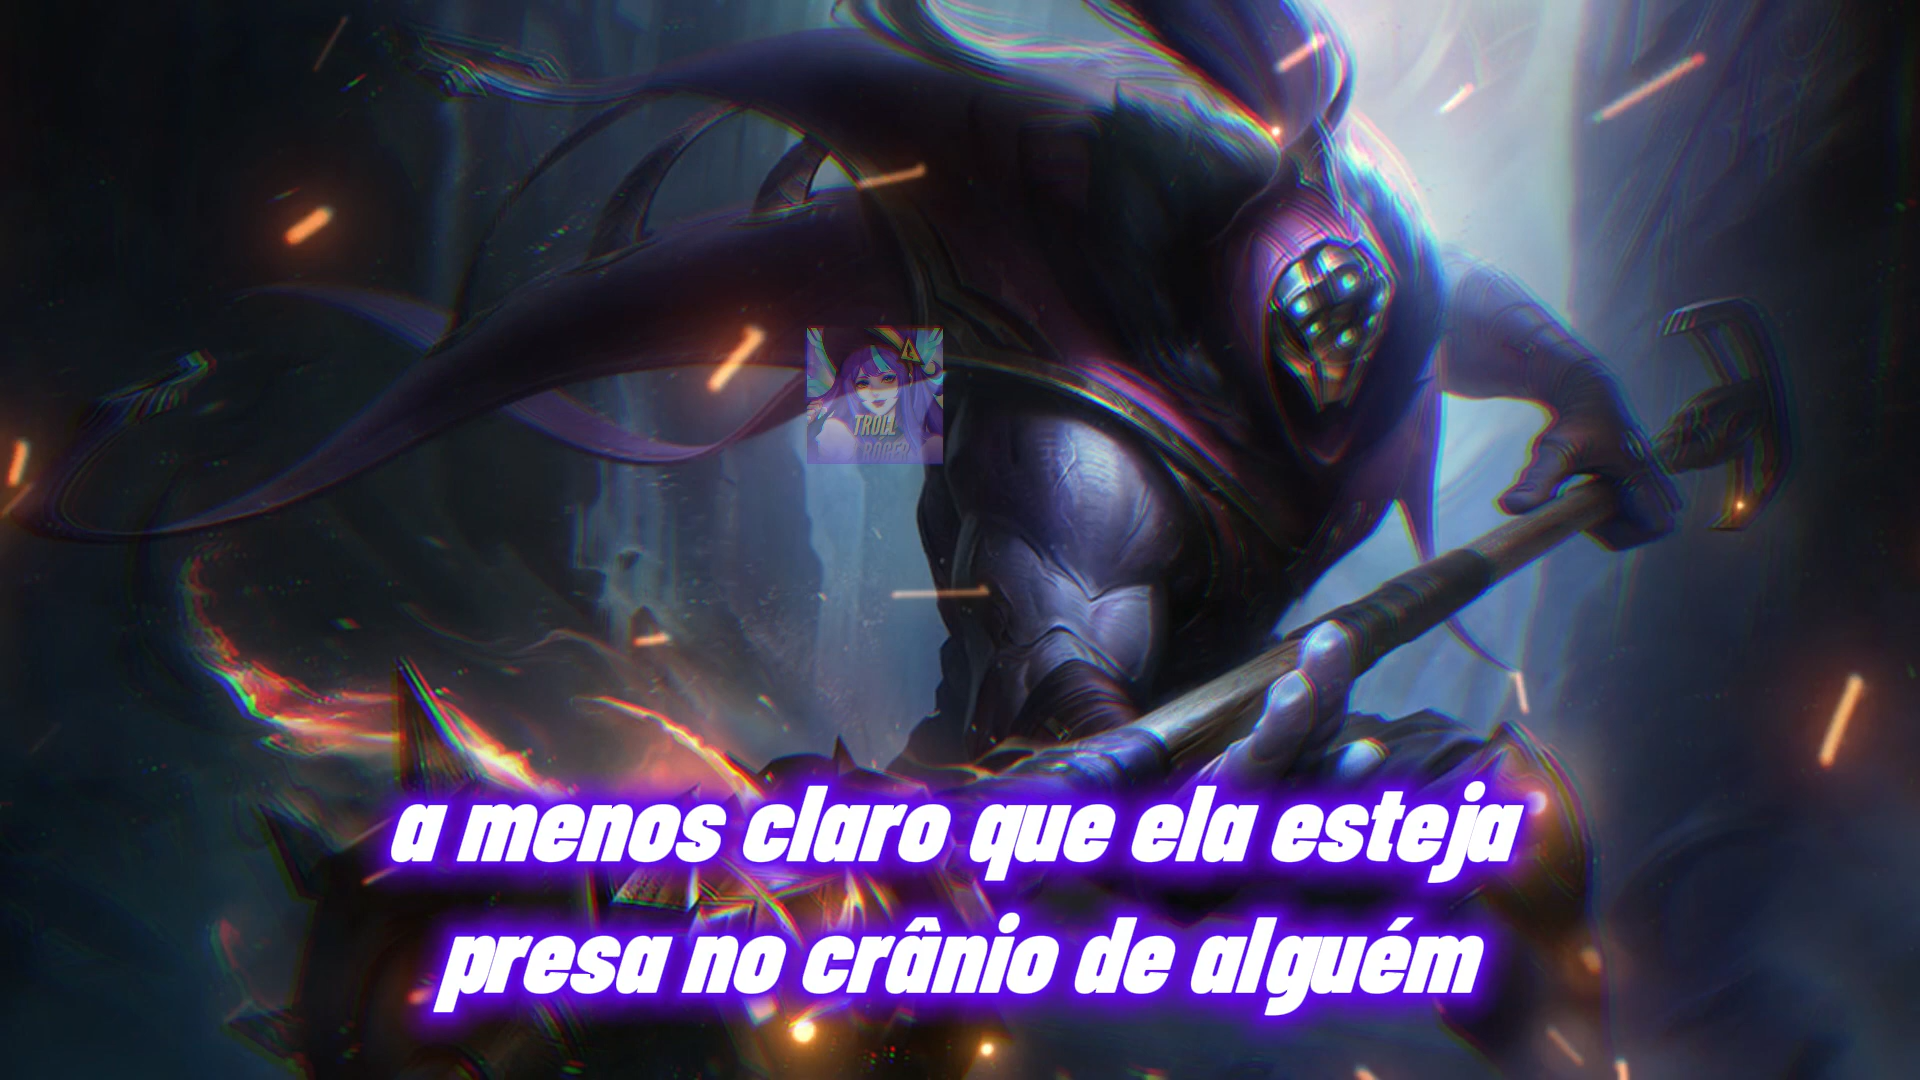 TROLL
a menos claro que ela esteja
presa no crânio de alguém